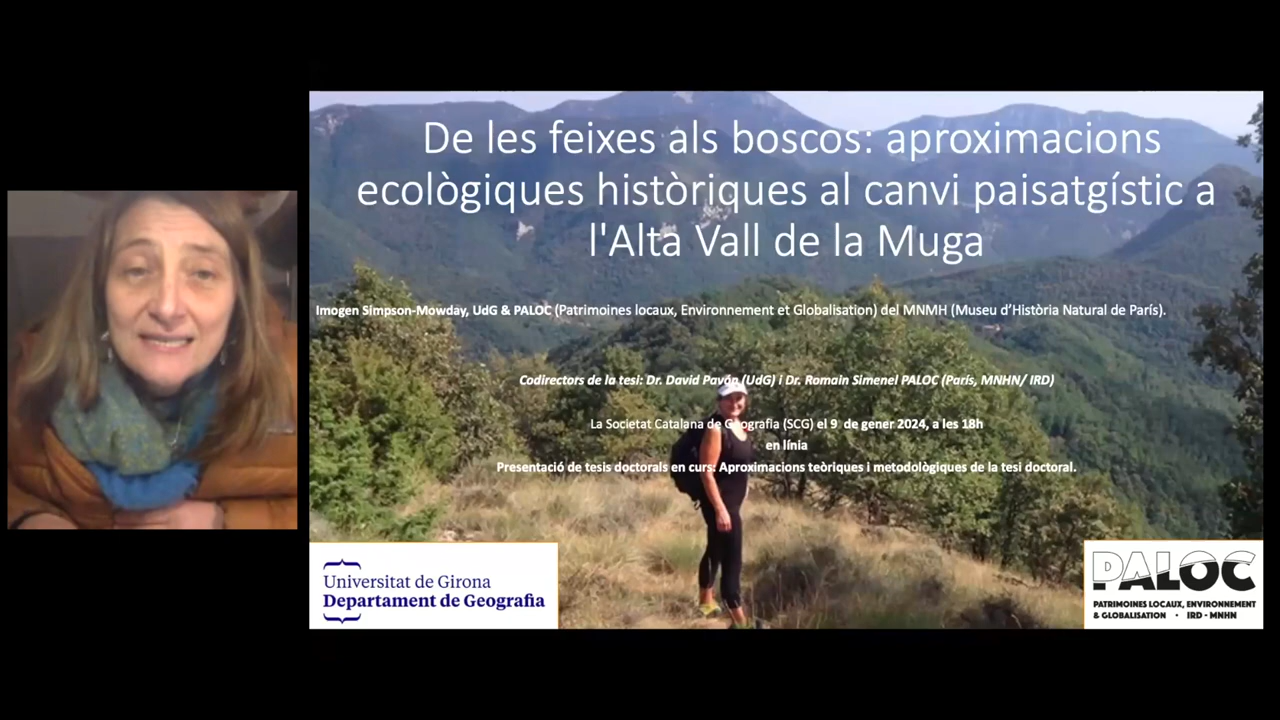 De les feixes als boscos: aproximacions
ecològiques històriques al canvi paisatgístic a
l'Alta Vall de la Muga
Imogen Simpson-Mowday, UdG & PALOC (Patrimoines locaux, Environnement et Globalisation) del MNMH (Museu d’Història Natural de París).
Codirectors de la tesi: Dr. David Pavón (UdG) i Dr. Romain Simenel PALOC (París, MNHN/ IRD)
La Societat Catalana de Geografia (SCG) el 9 de gener 2024, a les 18h
en línia
Presentació de tesis doctorals en curs: Aproximacions teòriques i metodològiques de la tesi doctoral.
Universitat de Girona
Departament de Geografia
PALOC
PATRIMOINES LOCAUX, ENVIRONNEMENT
& GLOBALISATION • IRD - MNHN